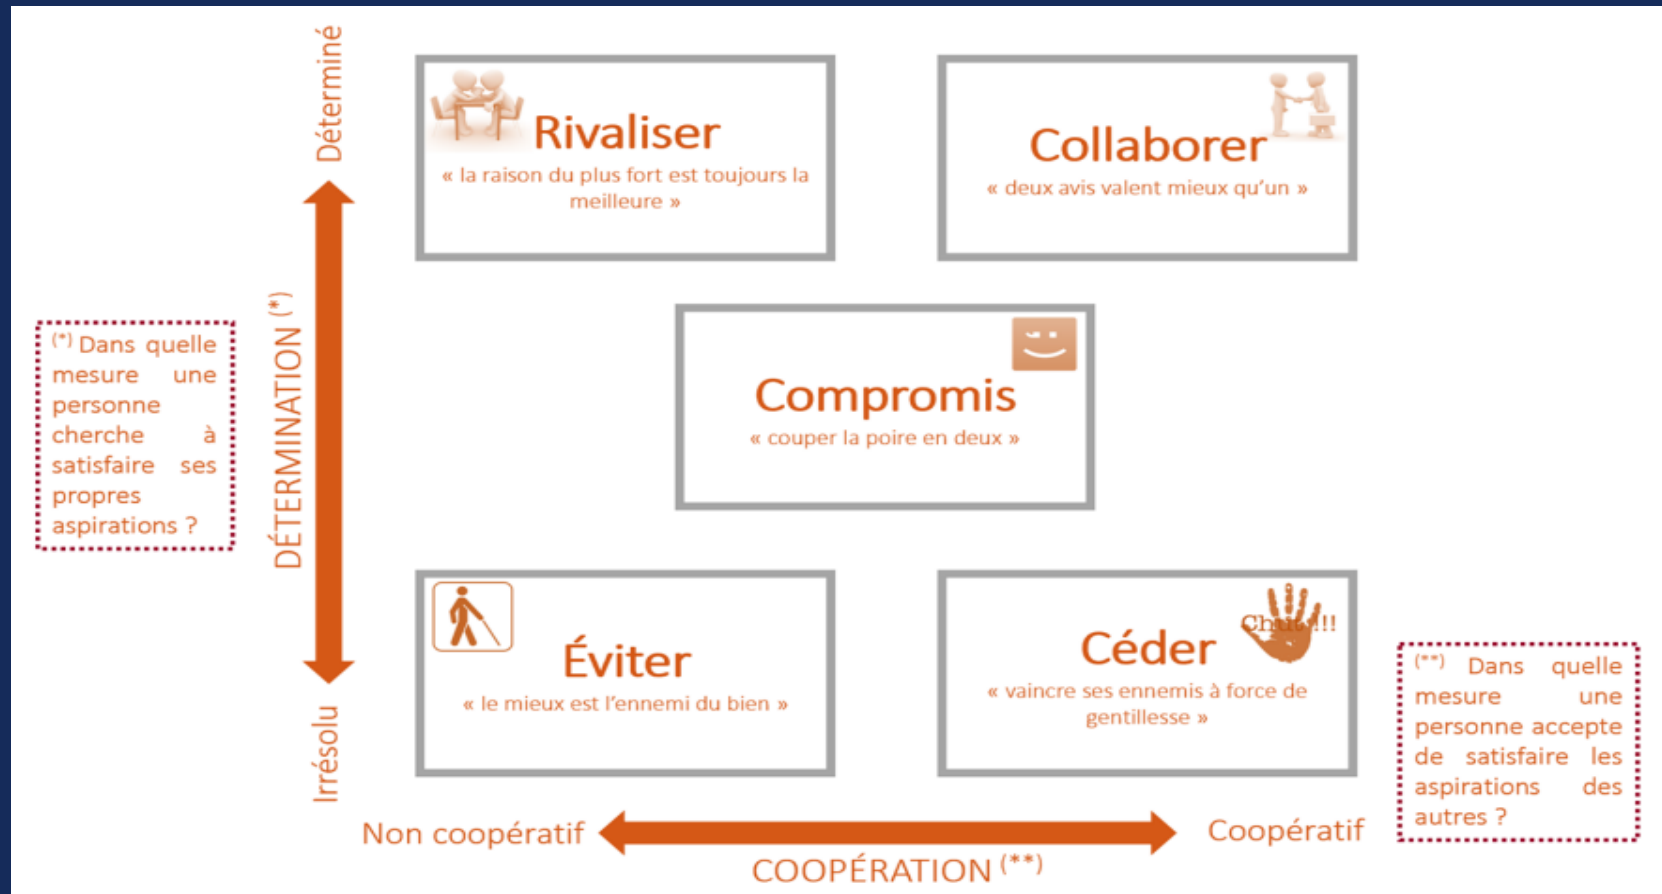 Déterminé
Rivaliser
« la raison du plus fort est toujours la
meilleure »
Collaborer
« deux avis valent mieux qu'un »
DÉTERMINATION (*)
(*) Dans quelle
mesure une
personne
cherche à
satisfaire ses
propres
aspirations ?
Compromis
« couper la poire en deux »
Éviter
« le mieux est l'ennemi du bien »
Chut !!!
Céder
« vaincre ses ennemis à force de
gentillesse »
(**) Dans quelle
mesure une
personne accepte
de satisfaire les
aspirations des
autres ?
Irrésolu
Non coopératif
Coopératif
COOPÉRATION (**)